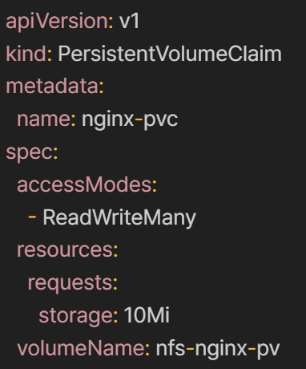 apiVersion: v1
kind: PersistentVolumeClaim
metadata:
  name: nginx-pvc
spec:
  accessModes:
    - ReadWriteMany
  resources:
    requests:
      storage: 10Mi
  volumeName: nfs-nginx-pv